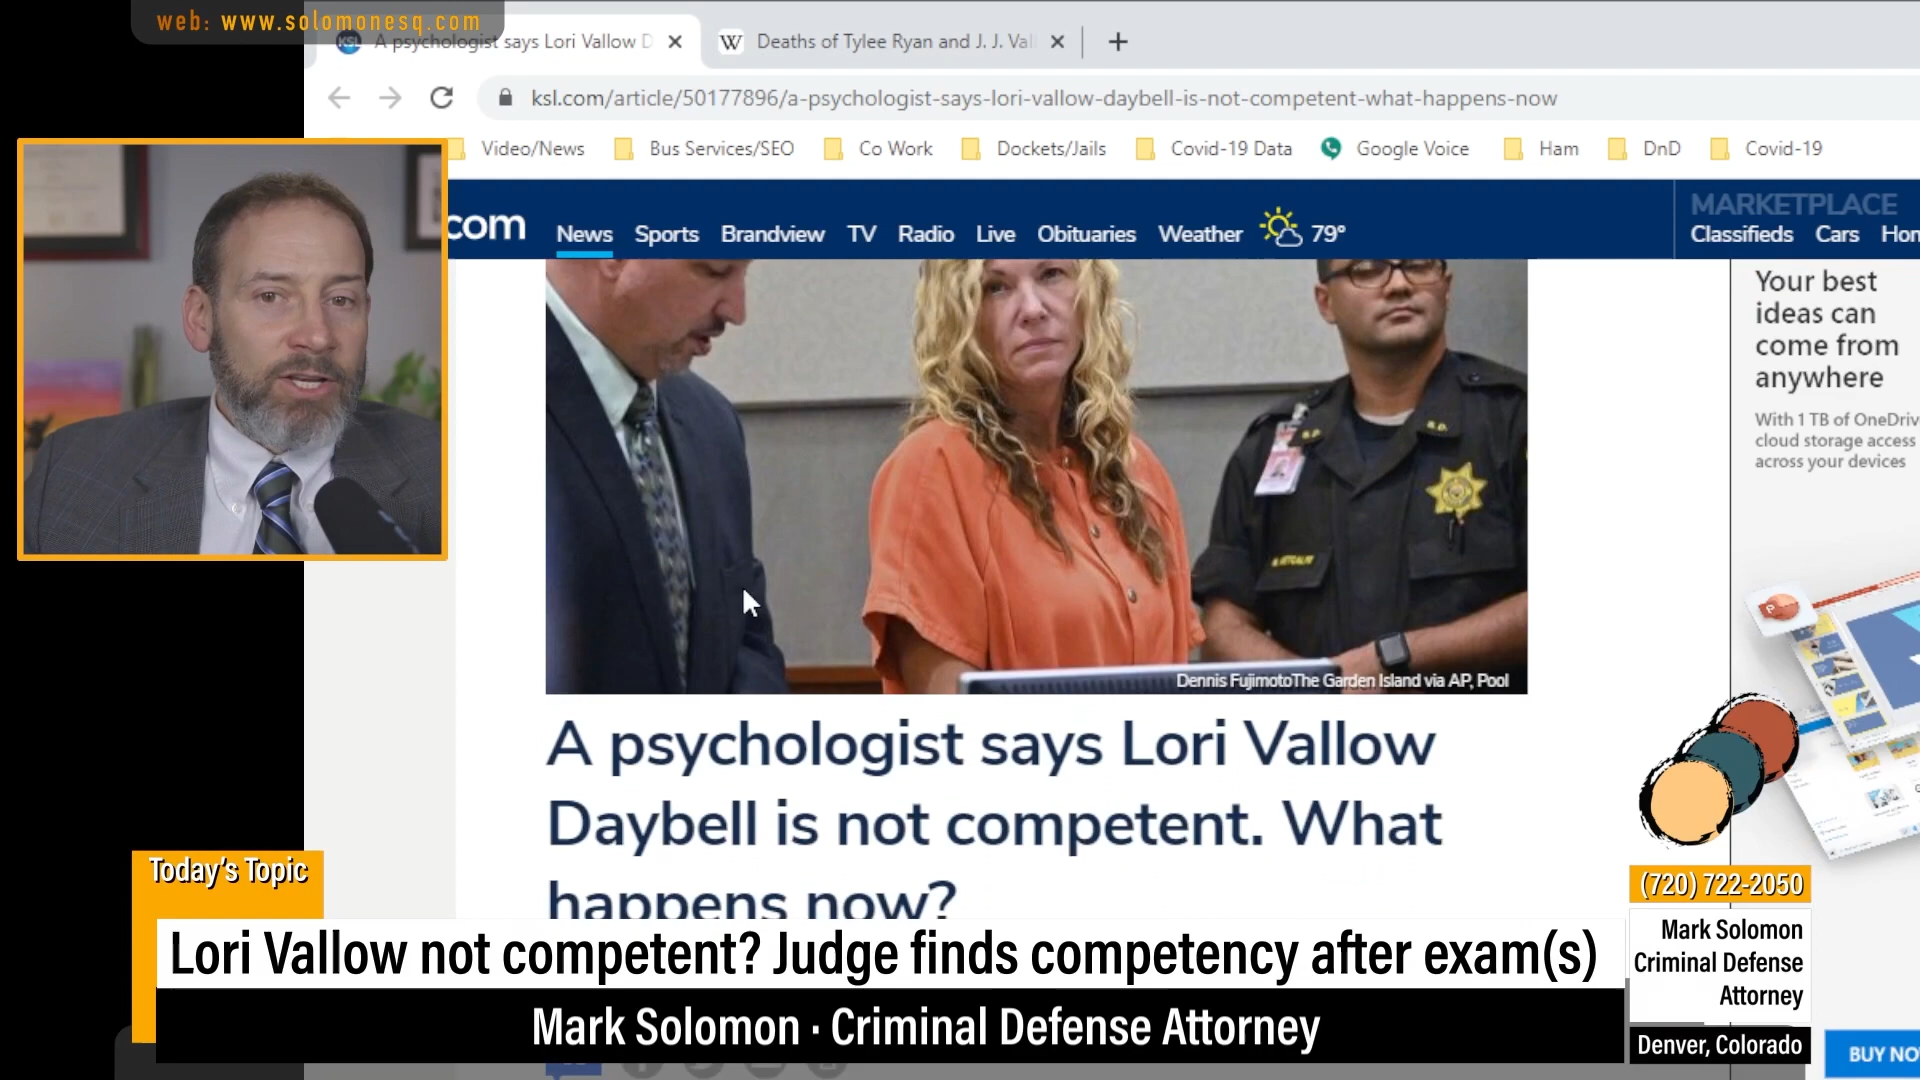 web: www.solomonesq.com
KSL A psychologist says Lori Vallow D
W Deaths of Tylee Ryan and J. J. Val
ksl.com/article/50177896/a-psychologist-says-lori-vallow-daybell-is-not-competent-what-happens-now
Video/News Bus Services/SEO Co Work Dockets/Jails Covid-19 Data Google Voice Ham DnD Covid-19
com News Sports Brandview TV Radio Live Obituaries Weather 79°
MARKETPLACE
Classifieds Cars Hom
Your best
ideas can
come from
anywhere
With 1 TB of OneDriv
cloud storage access
across your devices
S.D. S.D.
Dennis FujimotoThe Garden Island via AP, Pool
A psychologist says Lori Vallow
Daybell is not competent. What
happens now?
P
Today's Topic
Lori Vallow not competent? Judge finds competency after exam(s)
Mark Solomon · Criminal Defense Attorney
(720) 722-2050
Mark Solomon
Criminal Defense
Attorney
Denver, Colorado
BUY NO